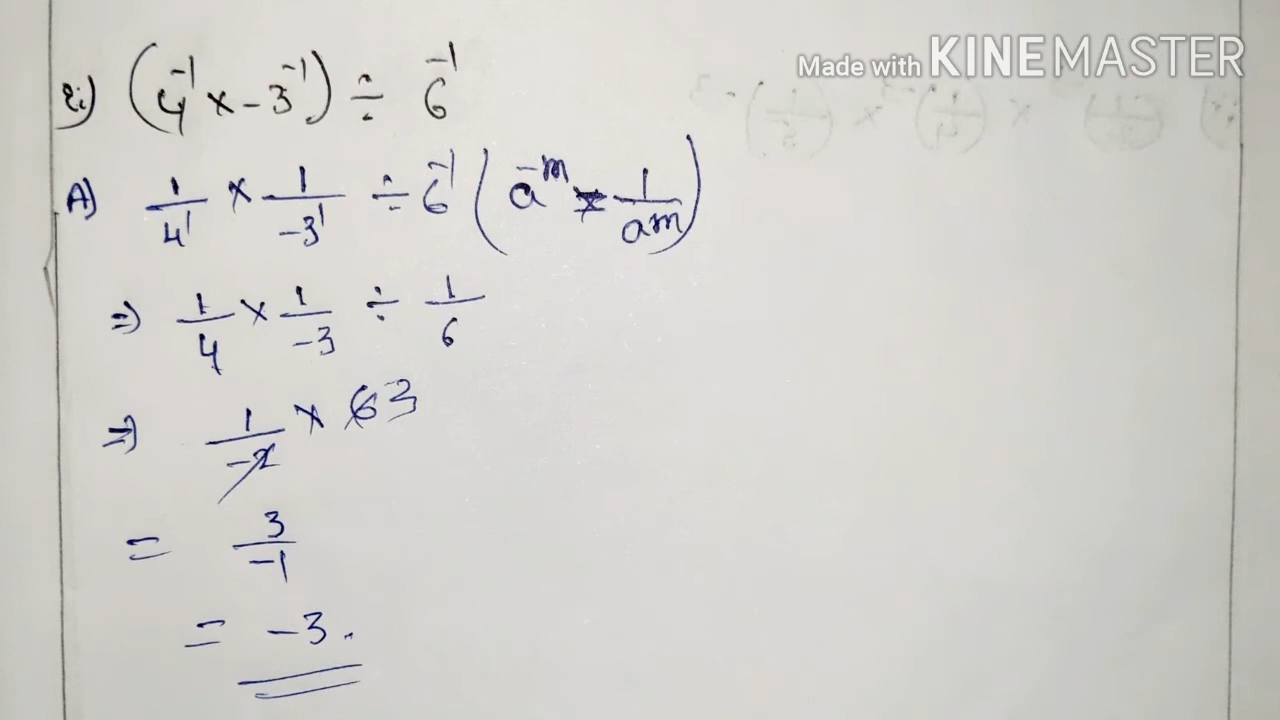 Made with KINEMASTER
2i) (4⁻¹ × -3⁻¹) ÷ 6⁻¹
A) 1/4¹ × 1/-3¹ ÷ 6⁻¹ (a⁻ᵐ = 1/aᵐ)
⇒ 1/4 × 1/-3 ÷ 1/6
⇒ 1/-2 × 6 3
= 3/-1
= -3.